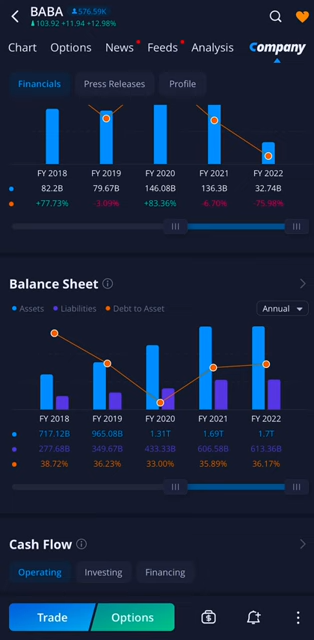 BABA 576.59K
103.92 +11.94 +12.98%
Chart Options News Feeds Analysis Company
Financials Press Releases Profile
FY 2018 FY 2019 FY 2020 FY 2021 FY 2022
82.2B 79.67B 146.08B 136.3B 32.74B
+77.73% -3.09% +83.36% -6.70% -75.98%
Balance Sheet
Assets Liabilities Debt to Asset Annual
FY 2018 FY 2019 FY 2020 FY 2021 FY 2022
717.12B 965.08B 1.31T 1.69T 1.7T
277.68B 349.67B 433.33B 606.58B 613.36B
38.72% 36.23% 33.00% 35.89% 36.17%
Cash Flow
Operating Investing Financing
Trade Options